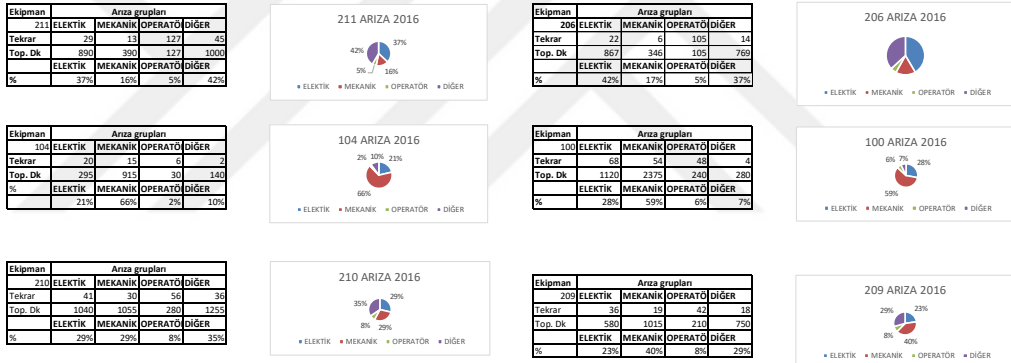 Ekipman Arıza grupları
211 ELEKTİK MEKANİK OPERATÖ DİĞER
Tekrar 29 13 127 45
Top. Dk 890 390 127 1000
ELEKTİK MEKANİK OPERATÖ DİĞER
% 37% 16% 5% 42%
211 ARIZA 2016
37%
16%
5%
42%
ELEKTİK MEKANİK OPERATÖR DİĞER
Ekipman Arıza grupları
206 ELEKTİK MEKANİK OPERATÖ DİĞER
Tekrar 22 6 105 14
Top. Dk 867 346 105 769
ELEKTİK MEKANİK OPERATÖ DİĞER
% 42% 17% 5% 37%
206 ARIZA 2016
ELEKTİK MEKANİK OPERATÖR DİĞER
Ekipman Arıza grupları
104 ELEKTİK MEKANİK OPERATÖ DİĞER
Tekrar 20 15 6 2
Top. Dk 295 915 30 140
% ELEKTİK MEKANİK OPERATÖ DİĞER
21% 66% 2% 10%
104 ARIZA 2016
2% 10% 21%
66%
ELEKTİK MEKANİK OPERATÖR DİĞER
Ekipman Arıza grupları
100 ELEKTİK MEKANİK OPERATÖ DİĞER
Tekrar 68 54 48 4
Top. Dk 1120 2375 240 280
ELEKTİK MEKANİK OPERATÖ DİĞER
% 28% 59% 6% 7%
100 ARIZA 2016
6% 7% 28%
59%
ELEKTİK MEKANİK OPERATÖR DİĞER
Ekipman Arıza grupları
210 ELEKTİK MEKANİK OPERATÖ DİĞER
Tekrar 41 30 56 36
Top. Dk 1040 1055 280 1255
ELEKTİK MEKANİK OPERATÖ DİĞER
% 29% 29% 8% 35%
210 ARIZA 2016
35% 29%
8% 29%
ELEKTİK MEKANİK OPERATÖR DİĞER
Ekipman Arıza grupları
209 ELEKTİK MEKANİK OPERATÖ DİĞER
Tekrar 36 19 42 18
Top. Dk 580 1015 210 750
ELEKTİK MEKANİK OPERATÖ DİĞER
% 23% 40% 8% 29%
209 ARIZA 2016
29% 23%
8% 40%
ELEKTİK MEKANİK OPERATÖR DİĞER